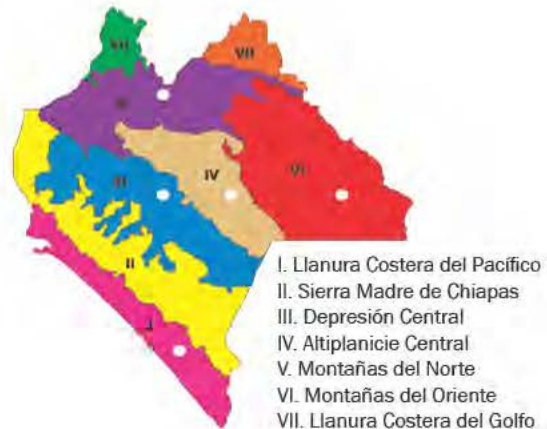 VII
VII
V
VI
IV
III
II
I
I. Llanura Costera del Pacífico
II. Sierra Madre de Chiapas
III. Depresión Central
IV. Altiplanicie Central
V. Montañas del Norte
VI. Montañas del Oriente
VII. Llanura Costera del Golfo